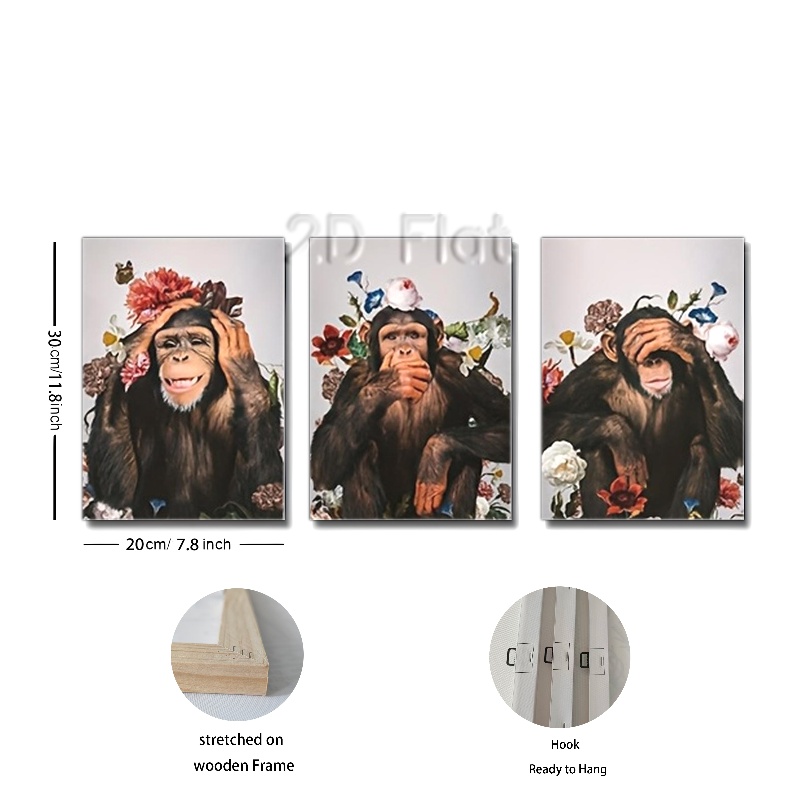 2D Flat
30cm/11.8inch
20cm/ 7.8 inch
stretched on
wooden Frame
Hook
Ready to Hang